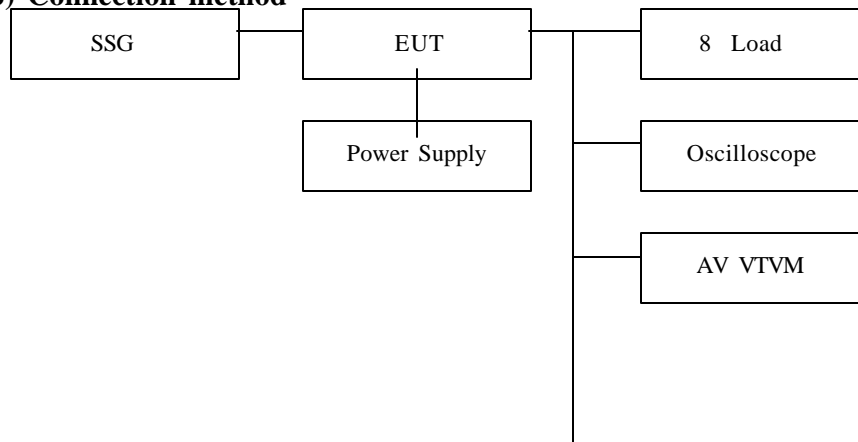 ) Connection method
SSG EUT 8 Load
Power Supply Oscilloscope
AV VTVM